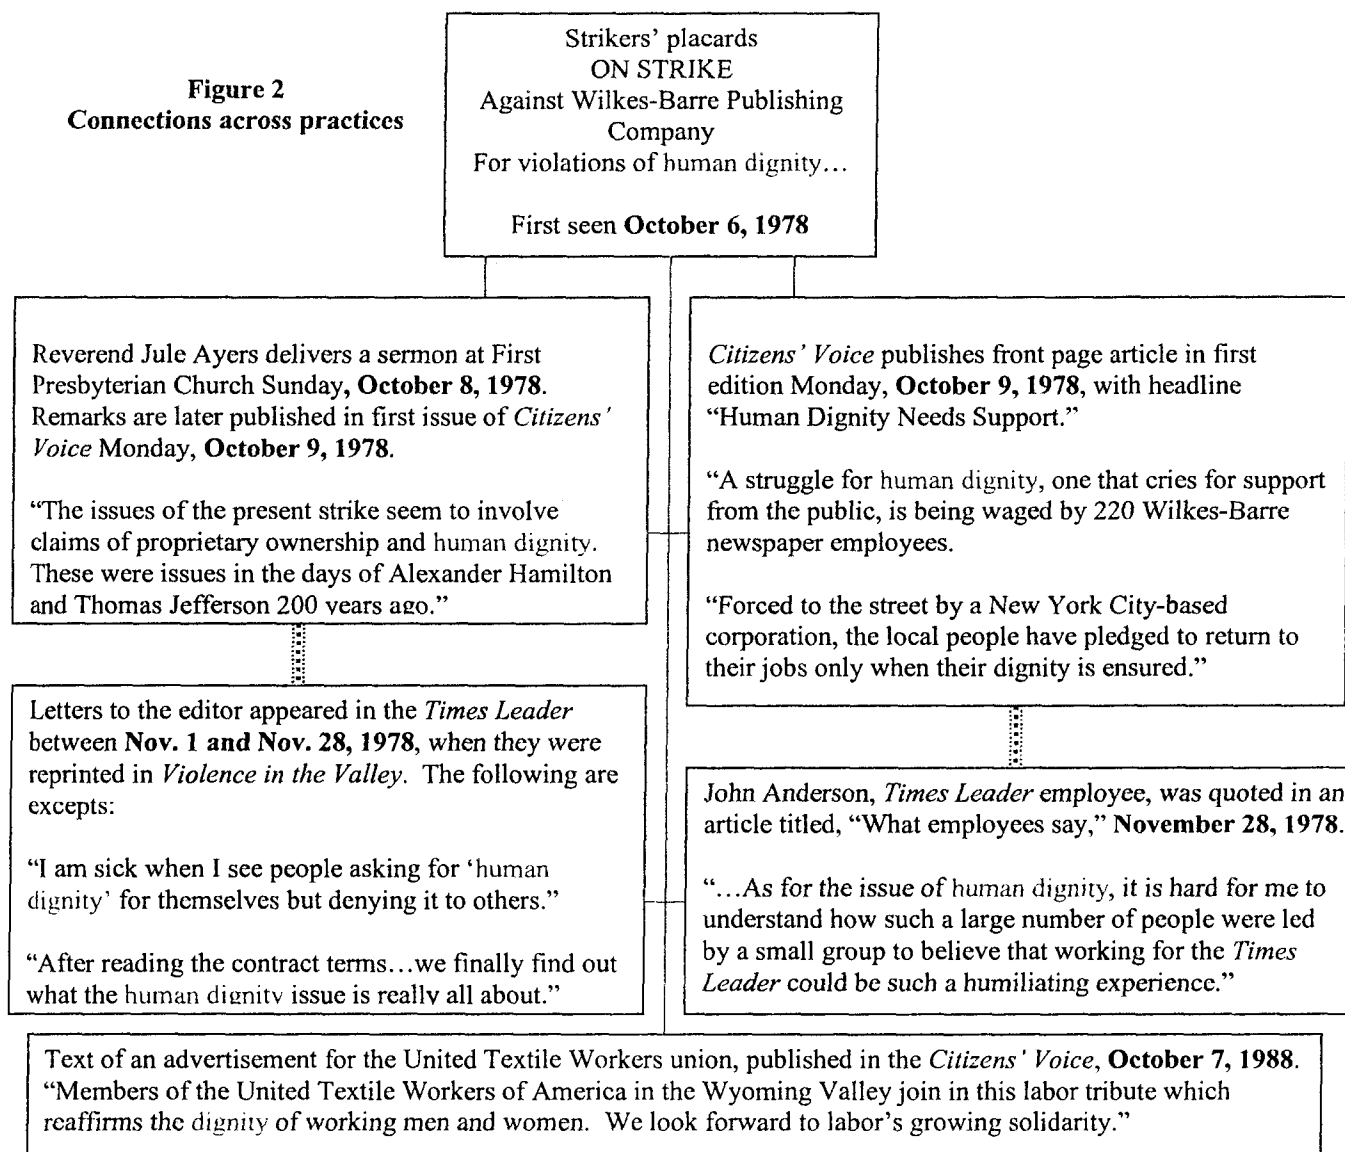 Figure 2
Connections across practices
Strikers' placards
ON STRIKE
Against Wilkes-Barre Publishing
Company
For violations of human dignity…
First seen October 6, 1978
Reverend Jule Ayers delivers a sermon at First
Presbyterian Church Sunday, October 8, 1978.
Remarks are later published in first issue of Citizens'
Voice Monday, October 9, 1978.
“The issues of the present strike seem to involve
claims of proprietary ownership and human dignity.
These were issues in the days of Alexander Hamilton
and Thomas Jefferson 200 years ago.”
Citizens' Voice publishes front page article in first
edition Monday, October 9, 1978, with headline
“Human Dignity Needs Support.”
“A struggle for human dignity, one that cries for support
from the public, is being waged by 220 Wilkes-Barre
newspaper employees.
“Forced to the street by a New York City-based
corporation, the local people have pledged to return to
their jobs only when their dignity is ensured.”
Letters to the editor appeared in the Times Leader
between Nov. 1 and Nov. 28, 1978, when they were
reprinted in Violence in the Valley. The following are
excepts:
“I am sick when I see people asking for ‘human
dignity’ for themselves but denying it to others.”
“After reading the contract terms…we finally find out
what the human dignity issue is really all about.”
John Anderson, Times Leader employee, was quoted in an
article titled, “What employees say,” November 28, 1978.
“…As for the issue of human dignity, it is hard for me to
understand how such a large number of people were led
by a small group to believe that working for the Times
Leader could be such a humiliating experience.”
Text of an advertisement for the United Textile Workers union, published in the Citizens' Voice, October 7, 1988.
“Members of the United Textile Workers of America in the Wyoming Valley join in this labor tribute which
reaffirms the dignity of working men and women. We look forward to labor's growing solidarity.”